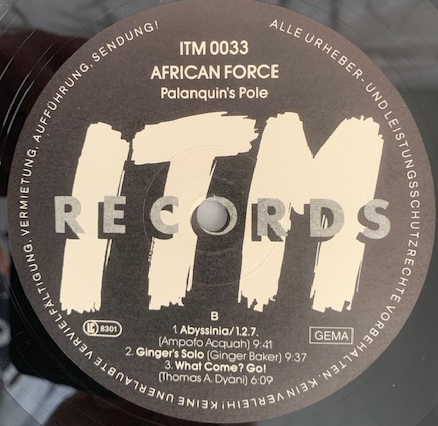 ALLE URHEBER- UND LEISTUNGSSCHUTZRECHTE VORBEHALTEN. KEIN VERLEIH! KEINE UNERLAUBTE VERVIELFÄLTIGUNG, VERMIETUNG, AUFFÜHRUNG, SENDUNG!
ITM 0033
AFRICAN FORCE
Palanquin's Pole
ITM
RECORDS
B
LC 8301
GEMA
1. Abyssinia/1.2.7.
(Ampofo Acquah) 9:41
2. Ginger's Solo (Ginger Baker) 9:37
3. What Come? Go!
(Thomas A. Dyani) 6:09